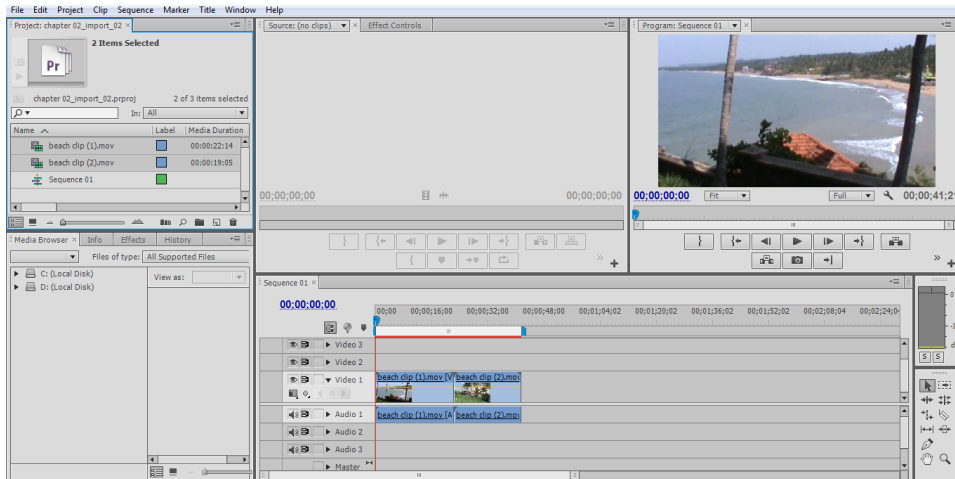 File Edit Project Clip Sequence Marker Title Window Help
Project: chapter 02_import_02
2 Items Selected
Pr
chapter 02_import_02.prproj 2 of 3 items selected
In: All
Name Label Media Duration
beach clip (1).mov 00:00:22:14
beach clip (2).mov 00:00:19:05
Sequence 01
Source: (no clips) Effect Controls
00;00;00;00 00;00;00;00
Program: Sequence 01
00;00;00;00 Fit Full 00;00;41;2
Media Browser Info Effects History
Files of type: All Supported Files
C: (Local Disk)
D: (Local Disk)
View as:
Sequence 01
00;00;00;00
00;00 00;00;16;00 00;00;32;00 00;00;48;00 00;01;04;02 00;01;20;02 00;01;36;02 00;01;52;02 00;02;08;04 00;02;24;0
Video 3
Video 2
Video 1
beach clip (1).mov [V beach clip (2).mov
Audio 1
beach clip (1).mov [A beach clip (2).mov
Audio 2
Audio 3
Master
0
S S